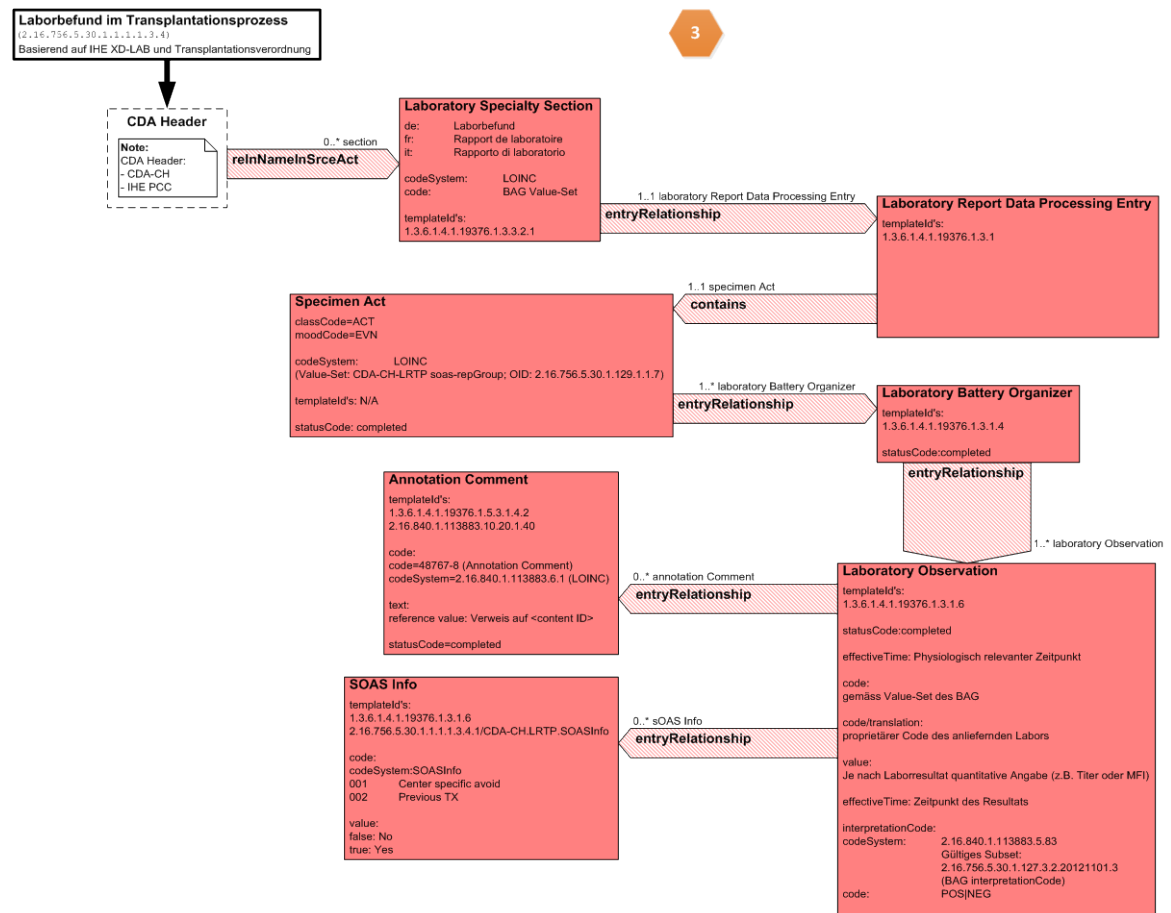 Laborbefund im Transplantationsprozess
(2.16.756.5.30.1.1.1.1.3.4)
Basierend auf IHE XD-LAB und Transplantationsverordnung
3
CDA Header
Note:
CDA Header:
- CDA-CH
- IHE PCC
0..* section
relnNameInSrceAct
Laboratory Specialty Section
de: Laborbefund
fr: Rapport de laboratoire
it: Rapporto di laboratorio
codeSystem: LOINC
code: BAG Value-Set
templateId's:
1.3.6.1.4.1.19376.1.3.3.2.1
1..1 laboratory Report Data Processing Entry
entryRelationship
Laboratory Report Data Processing Entry
templateId's:
1.3.6.1.4.1.19376.1.3.1
1..1 specimen Act
contains
Specimen Act
classCode=ACT
moodCode=EVN
codeSystem: LOINC
(Value-Set: CDA-CH-LRTP soas-repGroup; OID: 2.16.756.5.30.1.129.1.1.7)
templateId's: N/A
statusCode: completed
1..* laboratory Battery Organizer
entryRelationship
Laboratory Battery Organizer
templateId's:
1.3.6.1.4.1.19376.1.3.1.4
statusCode:completed
entryRelationship
1..* laboratory Observation
Annotation Comment
templateId's:
1.3.6.1.4.1.19376.1.5.3.1.4.2
2.16.840.1.113883.10.20.1.40
code:
code=48767-8 (Annotation Comment)
codeSystem=2.16.840.1.113883.6.1 (LOINC)
text:
reference value: Verweis auf <content ID>
statusCode=completed
0..* annotation Comment
entryRelationship
Laboratory Observation
templateId's:
1.3.6.1.4.1.19376.1.3.1.6
statusCode:completed
effectiveTime: Physiologisch relevanter Zeitpunkt
code:
gemäss Value-Set des BAG
code/translation:
proprietärer Code des anliefernden Labors
value:
Je nach Laborresultat quantitative Angabe (z.B. Titer oder MFI)
effectiveTime: Zeitpunkt des Resultats
interpretationCode:
codeSystem: 2.16.840.1.113883.5.83
Gültiges Subset:
2.16.756.5.30.1.127.3.2.20121101.3
(BAG interpretationCode)
code: POS|NEG
SOAS Info
templateId's:
1.3.6.1.4.1.19376.1.3.1.6
2.16.756.5.30.1.1.1.1.3.4.1/CDA-CH.LRTP.SOASInfo
code:
codeSystem:SOASInfo
001 Center specific avoid
002 Previous TX
value:
false: No
true: Yes
0..* sOAS Info
entryRelationship